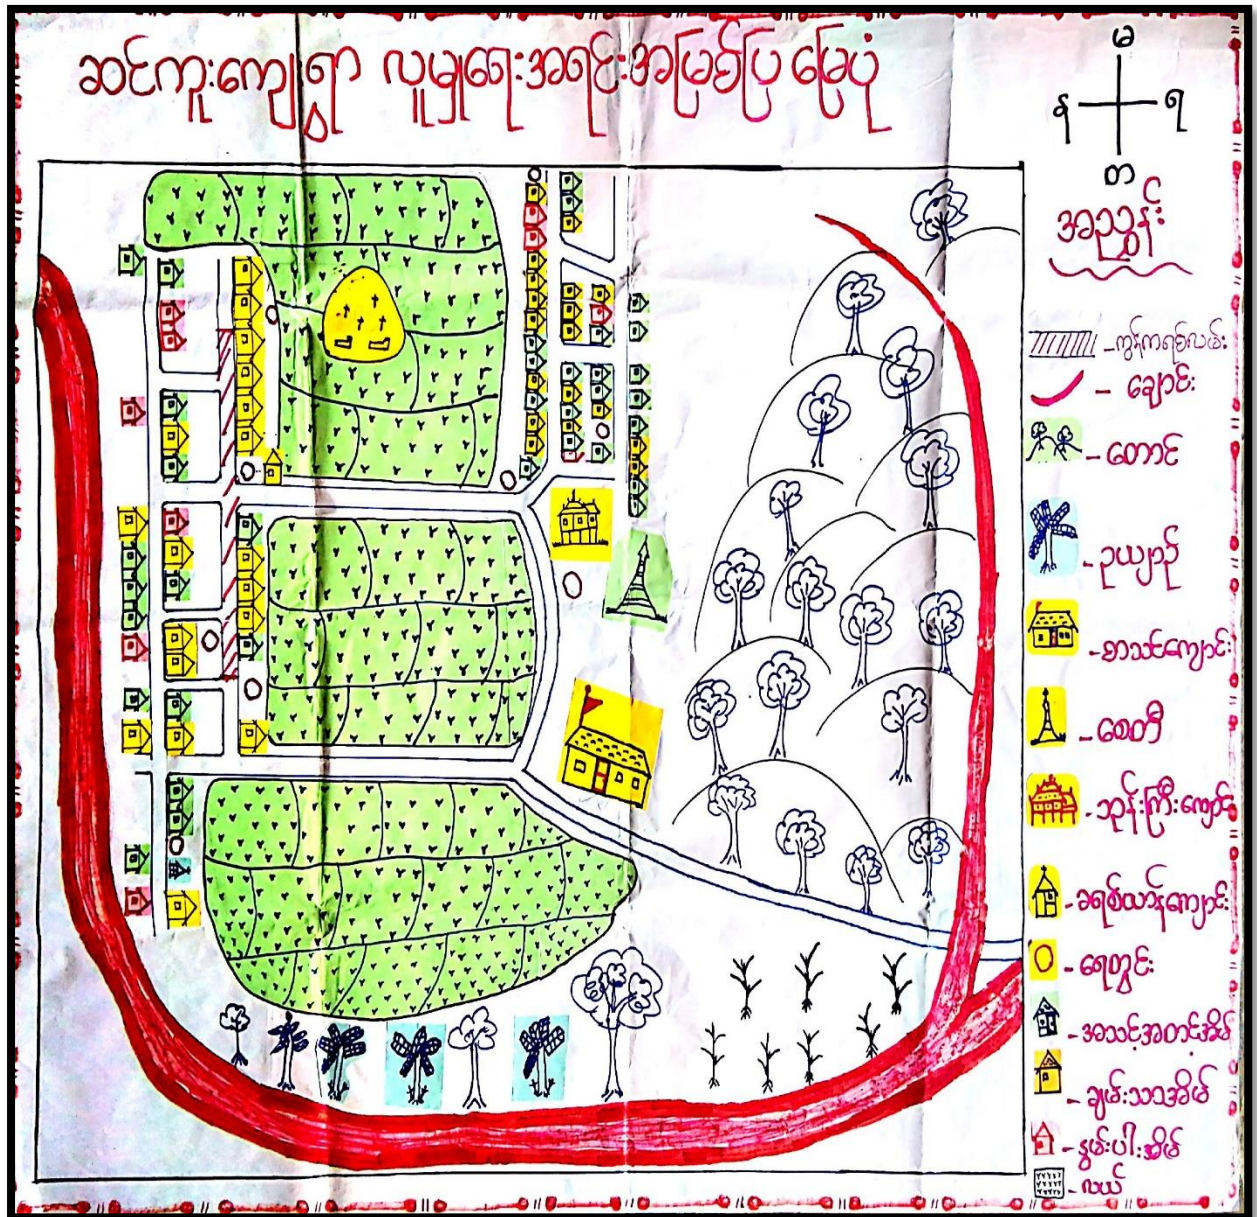 ဆင်ကူးကျေးရွာ လူမှုရေးအရင်းအမြစ်ပြ မြေပုံ
မ
န ရ
တ
အညွှန်း
- ကွန်ကရစ်လမ်း
- ချောင်း
- တောင်
- ဥယျာဉ်
- စာသင်ကျောင်း
- စေတီ
- ဘုန်းကြီးကျောင်း
- ခရစ်ယာန်ကျောင်း
- ရေတွင်း
- အသင့်အတင့်အိမ်
- ချမ်းသာအိမ်
- နွမ်းပါးအိမ်
- လယ်